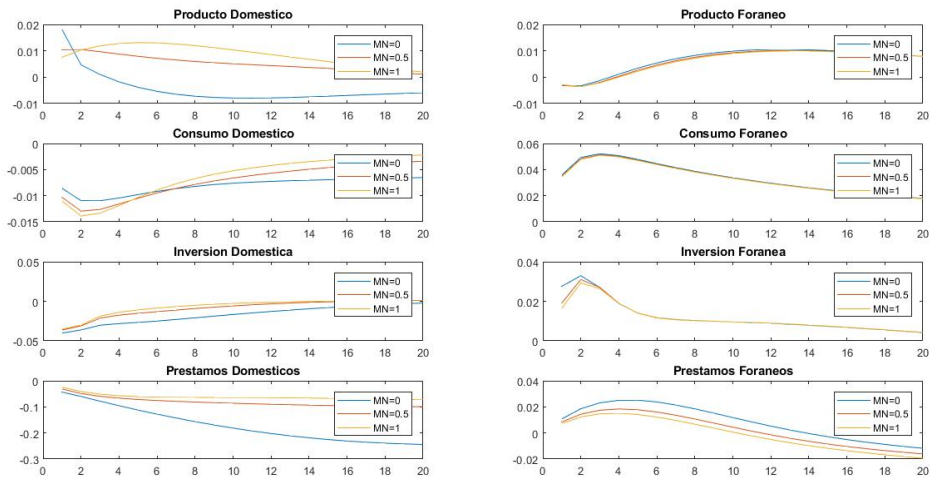 Producto Domestico
0.02
0.01
0
-0.01
MN=0
MN=0.5
MN=1
0 2 4 6 8 10 12 14 16 18 20
Producto Foraneo
0.02
0.01
0
-0.01
MN=0
MN=0.5
MN=1
0 2 4 6 8 10 12 14 16 18 20
Consumo Domestico
0
-0.005
-0.01
-0.015
MN=0
MN=0.5
MN=1
0 2 4 6 8 10 12 14 16 18 20
Consumo Foraneo
0.06
0.04
0.02
0
MN=0
MN=0.5
MN=1
0 2 4 6 8 10 12 14 16 18 20
Inversion Domestica
0.05
0
-0.05
MN=0
MN=0.5
MN=1
0 2 4 6 8 10 12 14 16 18 20
Inversion Foranea
0.04
0.02
0
MN=0
MN=0.5
MN=1
0 2 4 6 8 10 12 14 16 18 20
Prestamos Domesticos
0
-0.1
-0.2
-0.3
MN=0
MN=0.5
MN=1
0 2 4 6 8 10 12 14 16 18 20
Prestamos Foraneos
0.04
0.02
0
-0.02
MN=0
MN=0.5
MN=1
0 2 4 6 8 10 12 14 16 18 20